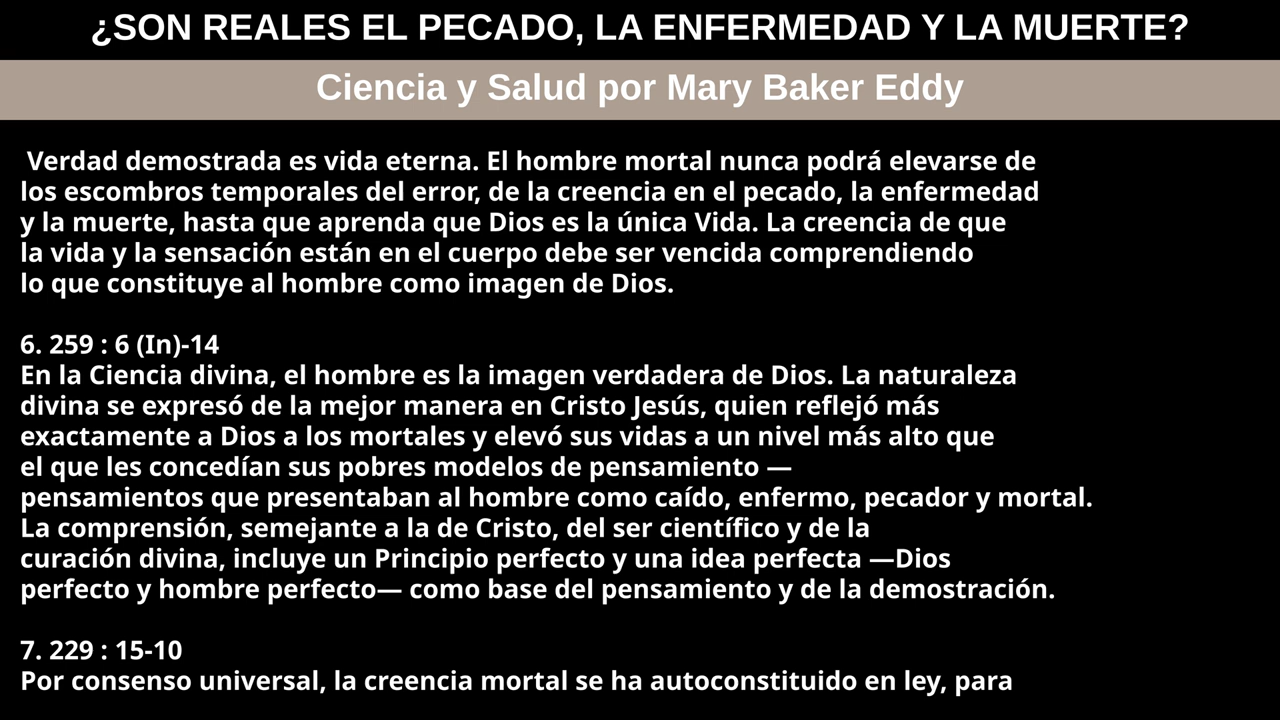 ¿SON REALES EL PECADO, LA ENFERMEDAD Y LA MUERTE?
Ciencia y Salud por Mary Baker Eddy
Verdad demostrada es vida eterna. El hombre mortal nunca podrá elevarse de
los escombros temporales del error, de la creencia en el pecado, la enfermedad
y la muerte, hasta que aprenda que Dios es la única Vida. La creencia de que
la vida y la sensación están en el cuerpo debe ser vencida comprendiendo
lo que constituye al hombre como imagen de Dios.
6. 259 : 6 (In)-14
En la Ciencia divina, el hombre es la imagen verdadera de Dios. La naturaleza
divina se expresó de la mejor manera en Cristo Jesús, quien reflejó más
exactamente a Dios a los mortales y elevó sus vidas a un nivel más alto que
el que les concedían sus pobres modelos de pensamiento —
pensamientos que presentaban al hombre como caído, enfermo, pecador y mortal.
La comprensión, semejante a la de Cristo, del ser científico y de la
curación divina, incluye un Principio perfecto y una idea perfecta —Dios
perfecto y hombre perfecto— como base del pensamiento y de la demostración.
7. 229 : 15-10
Por consenso universal, la creencia mortal se ha autoconstituido en ley, para